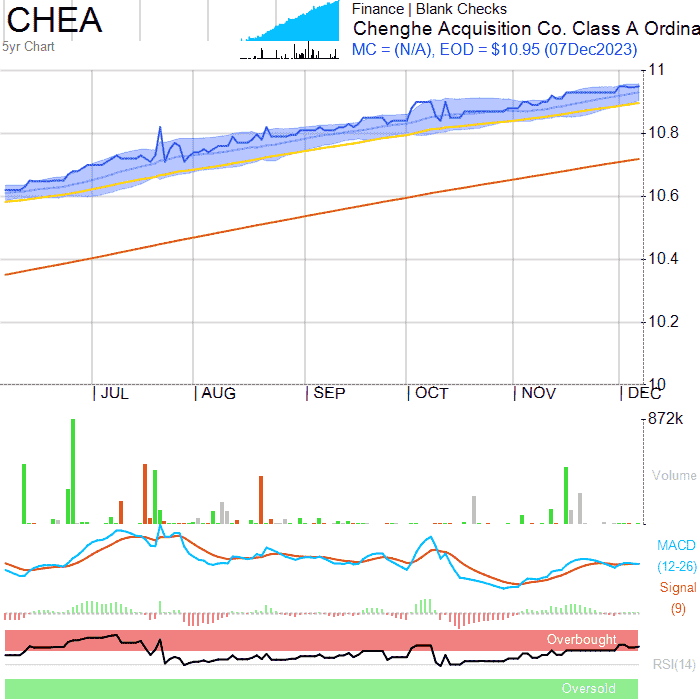 CHEA
Finance | Blank Checks
Chenghe Acquisition Co. Class A Ordina
5yr Chart
MC = (N/A), EOD = $10.95 (07Dec2023)
11
10.8
10.6
10.4
10.2
10
JUL AUG SEP OCT NOV DEC
872k
Volume
MACD
(12-26)
Signal
(9)
Overbought
RSI(14)
Oversold